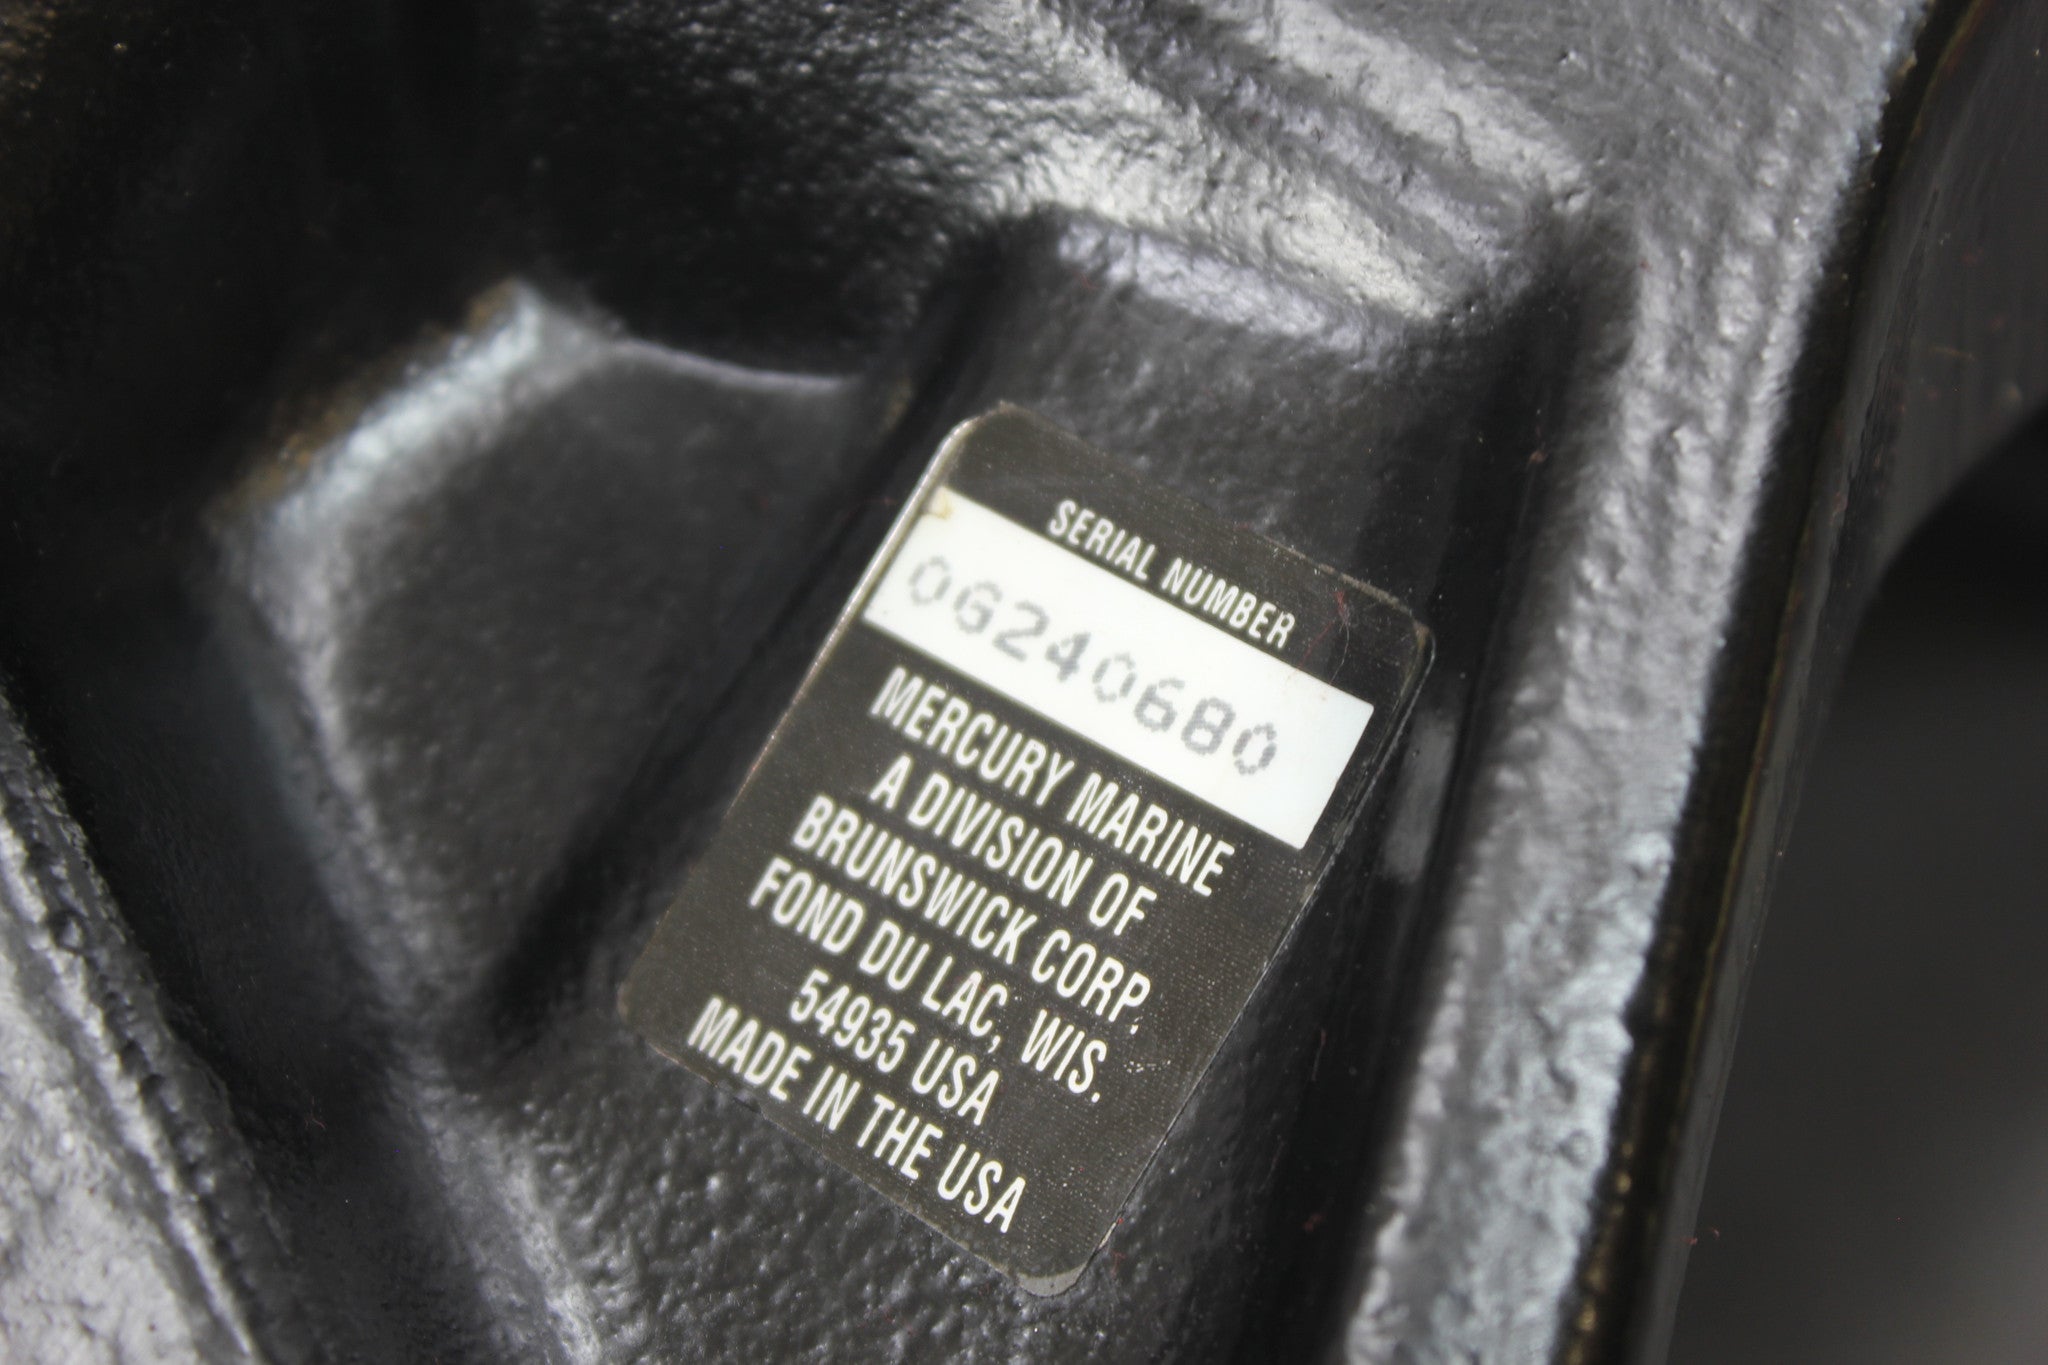 SERIAL NUMBER
0G240680
MERCURY MARINE
A DIVISION OF
BRUNSWICK CORP.
FOND DU LAC, WIS.
54935 USA
MADE IN THE USA